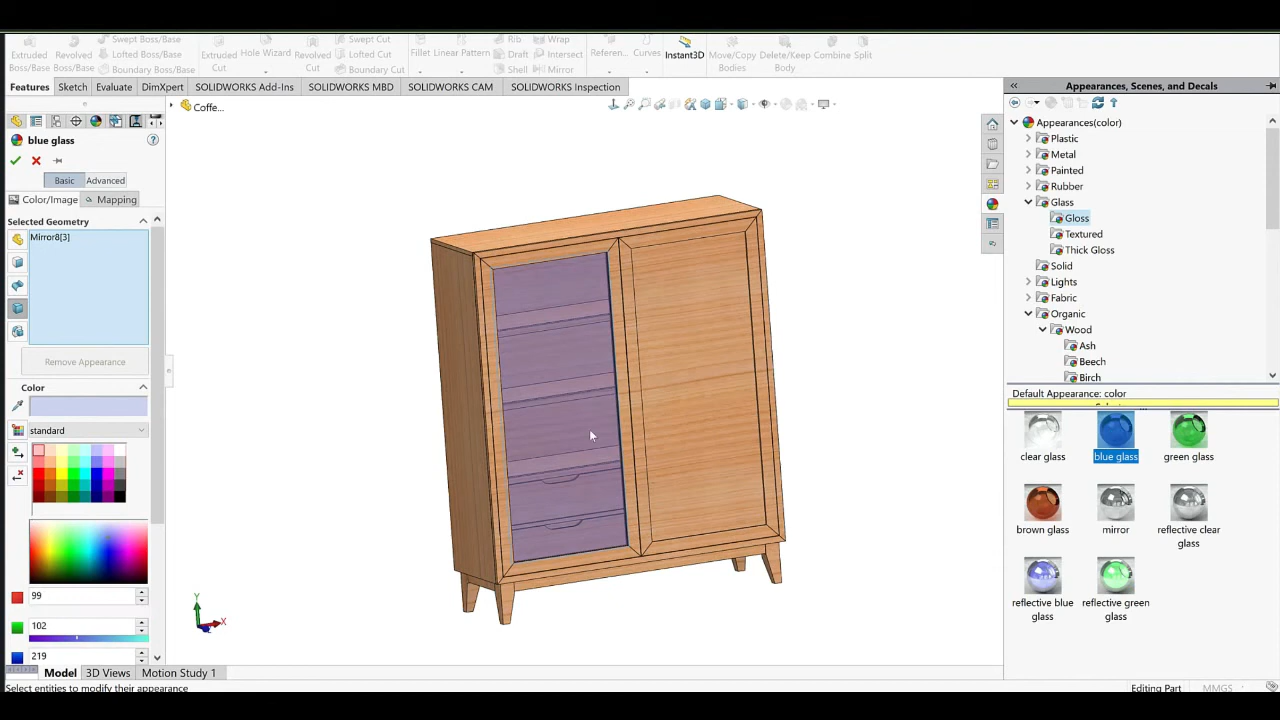 Extruded Boss/Base
Revolved Boss/Base
Swept Boss/Base
Lofted Boss/Base
Boundary Boss/Base
Extruded Cut
Hole Wizard
Revolved Cut
Swept Cut
Lofted Cut
Boundary Cut
Fillet
Linear Pattern
Rib
Draft
Shell
Wrap
Intersect
Mirror
Referen...
Curves
Instant3D
Move/Copy Bodies
Delete/Keep Body
Combine
Split
Features
Sketch
Evaluate
DimXpert
SOLIDWORKS Add-Ins
SOLIDWORKS MBD
SOLIDWORKS CAM
SOLIDWORKS Inspection
Coffe...
blue glass
Basic
Advanced
Color/Image
Mapping
Selected Geometry
Mirror8[3]
Remove Appearance
Color
standard
99
102
219
Y
X
Appearances, Scenes, and Decals
Appearances(color)
Plastic
Metal
Painted
Rubber
Glass
Gloss
Textured
Thick Gloss
Solid
Lights
Fabric
Organic
Wood
Ash
Beech
Birch
Default Appearance: color
clear glass
blue glass
green glass
brown glass
mirror
reflective clear glass
reflective blue glass
reflective green glass
Model
3D Views
Motion Study 1
Select entities to modify their appearance
Editing Part
MMGS